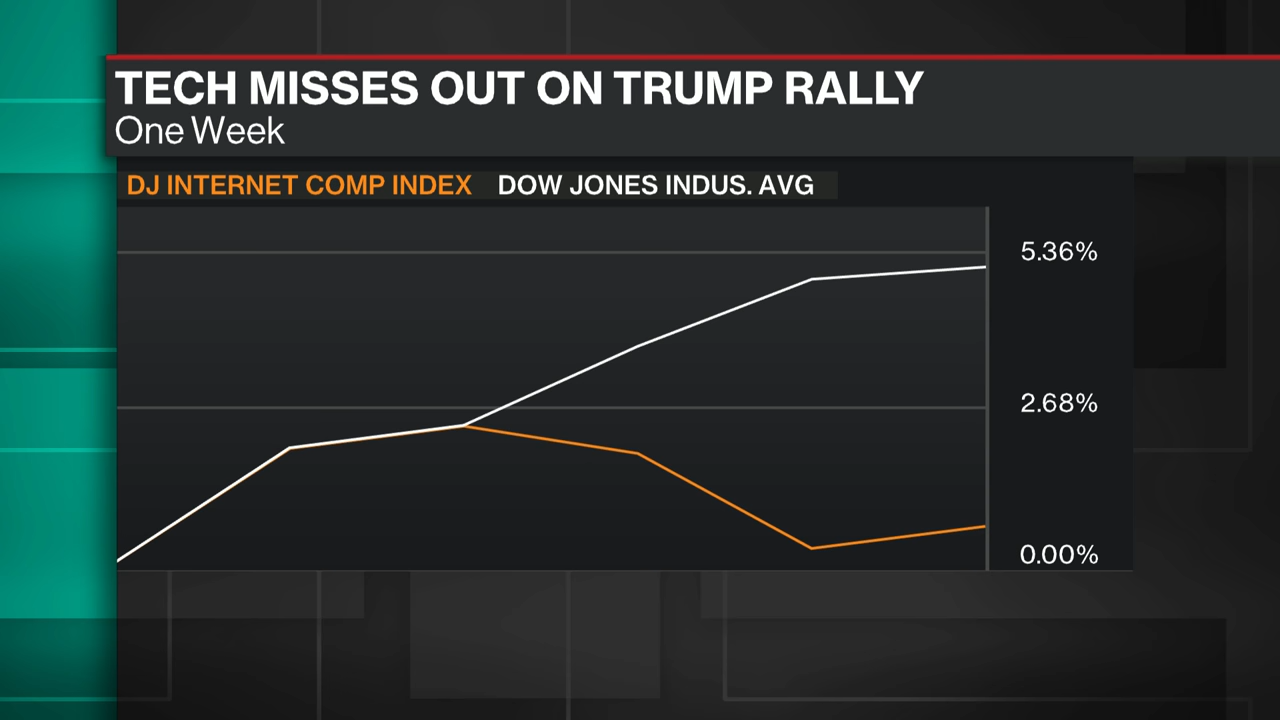 TECH MISSES OUT ON TRUMP RALLY
One Week
DJ INTERNET COMP INDEX DOW JONES INDUS. AVG
5.36%
2.68%
0.00%